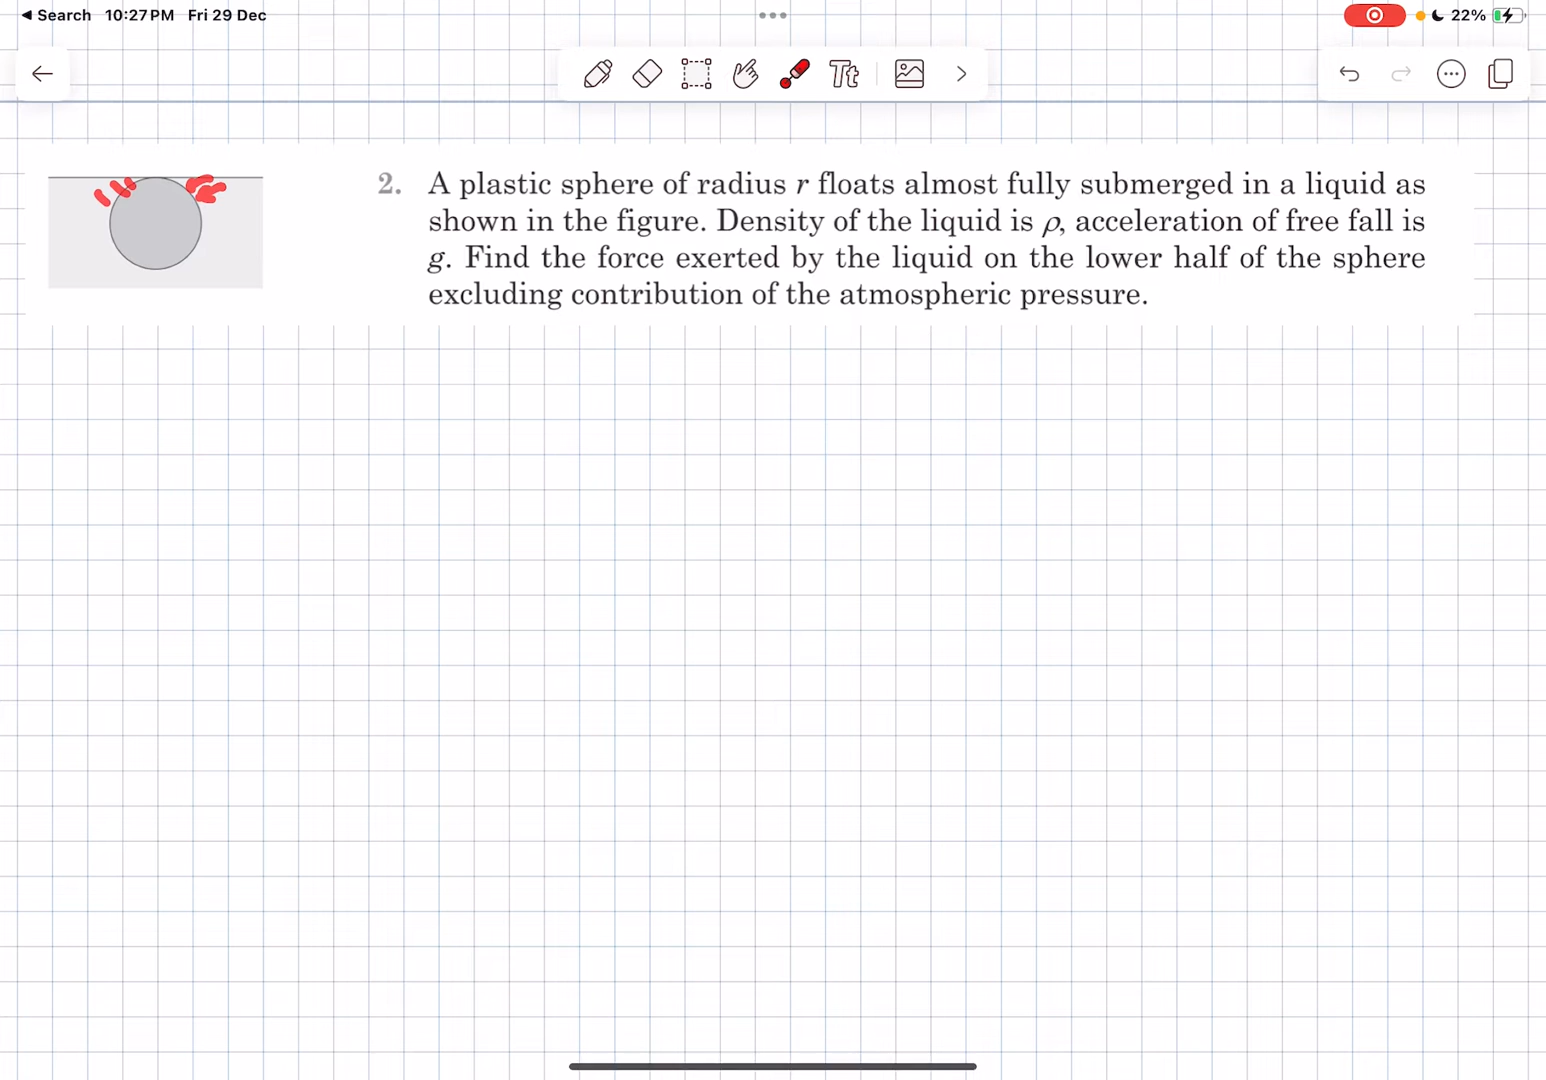 Search 10:27 PM Fri 29 Dec
22%
Tt
2. A plastic sphere of radius r floats almost fully submerged in a liquid as
shown in the figure. Density of the liquid is ρ, acceleration of free fall is
g. Find the force exerted by the liquid on the lower half of the sphere
excluding contribution of the atmospheric pressure.